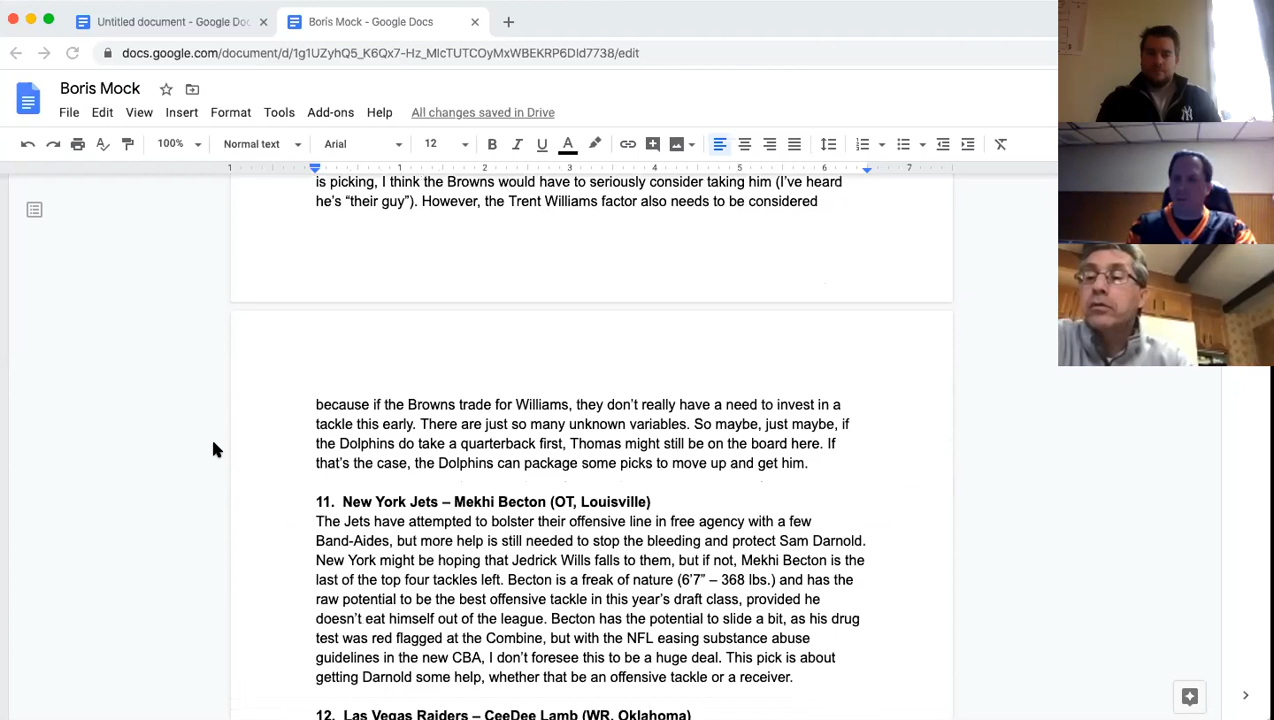 Untitled document - Google Doc
Boris Mock - Google Docs
docs.google.com/document/d/1g1UZyhQ5_K6Qx7-Hz_MIcTUTCOyMxWBEKRP6DId7738/edit
Boris Mock
File Edit View Insert Format Tools Add-ons Help All changes saved in Drive
100% Normal text Arial 12
1 1 2 3 4 5 6 7
is picking, I think the Browns would have to seriously consider taking him (I’ve heard
he’s “their guy”). However, the Trent Williams factor also needs to be considered
because if the Browns trade for Williams, they don’t really have a need to invest in a
tackle this early. There are just so many unknown variables. So maybe, just maybe, if
the Dolphins do take a quarterback first, Thomas might still be on the board here. If
that’s the case, the Dolphins can package some picks to move up and get him.
11. New York Jets – Mekhi Becton (OT, Louisville)
The Jets have attempted to bolster their offensive line in free agency with a few
Band-Aides, but more help is still needed to stop the bleeding and protect Sam Darnold.
New York might be hoping that Jedrick Wills falls to them, but if not, Mekhi Becton is the
last of the top four tackles left. Becton is a freak of nature (6’7” – 368 lbs.) and has the
raw potential to be the best offensive tackle in this year’s draft class, provided he
doesn’t eat himself out of the league. Becton has the potential to slide a bit, as his drug
test was red flagged at the Combine, but with the NFL easing substance abuse
guidelines in the new CBA, I don’t foresee this to be a huge deal. This pick is about
getting Darnold some help, whether that be an offensive tackle or a receiver.
12. Las Vegas Raiders – CeeDee Lamb (WR, Oklahoma)